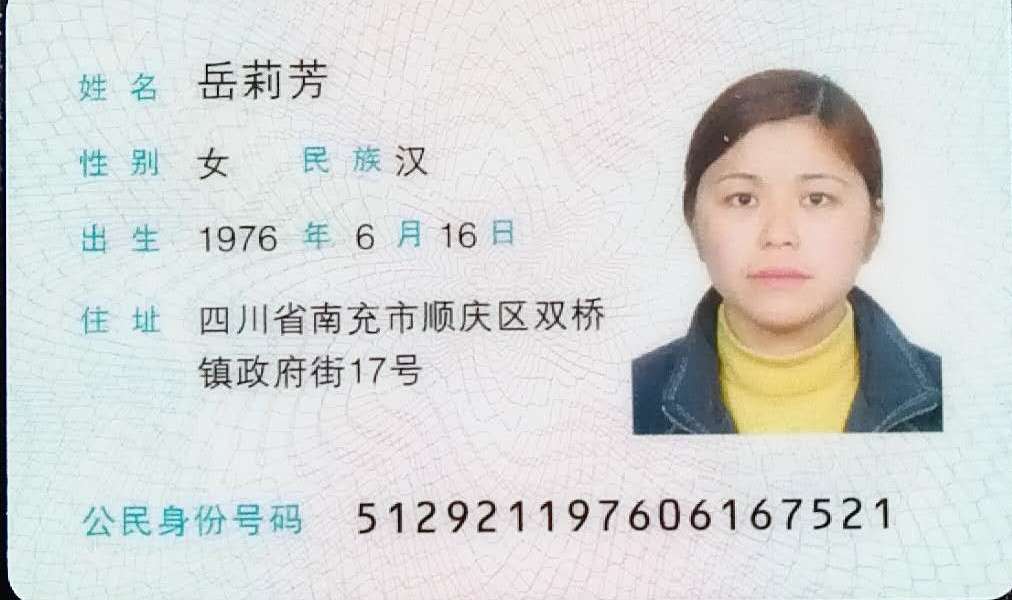 姓名 岳莉芳
性别 女 民族 汉
出生 1976 年 6 月 16 日
住址 四川省南充市顺庆区双桥
镇政府街17号
公民身份号码 512921197606167521